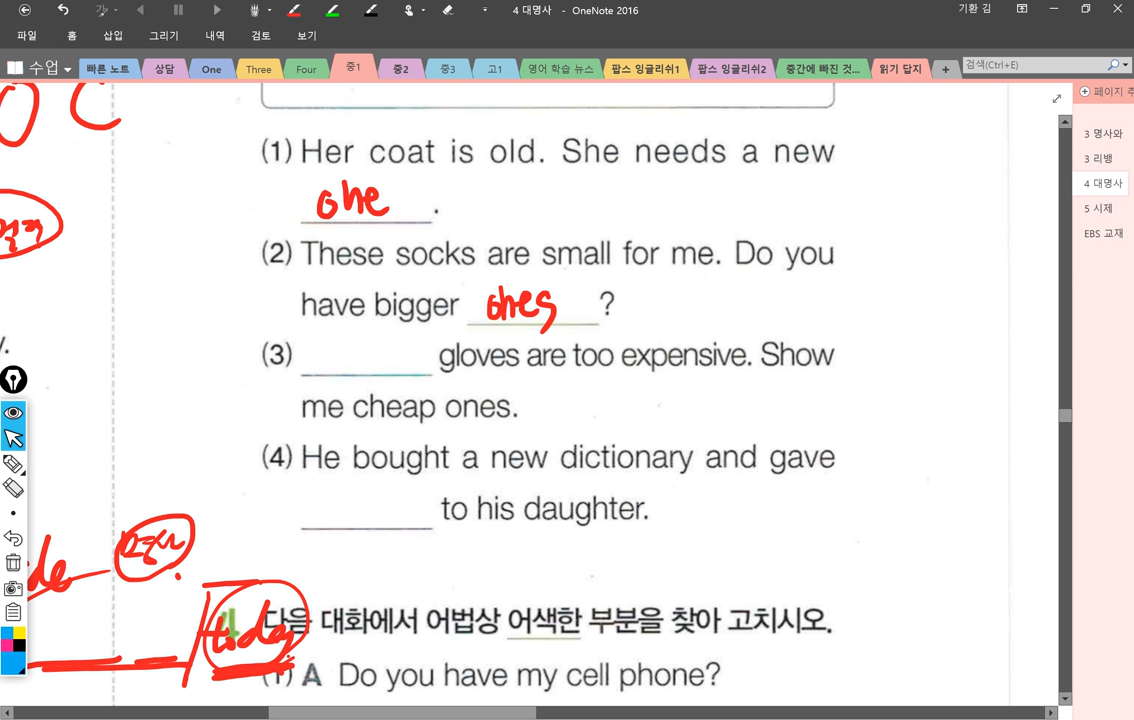 4 대명사 - OneNote 2016
기환 김
파일 홈 삽입 그리기 내역 검토 보기
수업 빠른 노트 상담 One Three Four 중1 중2 중3 고1 영어 학습 뉴스 팝스 잉글리쉬1 팝스 잉글리쉬2 중간에 빠진 것... 읽기 답지 + 검색(Ctrl+E)
페이지 추
3 명사와
3 리뱅
4 대명사
5 시제
EBS 교재
(1) Her coat is old. She needs a new
one.
(2) These socks are small for me. Do you
have bigger ones?
(3) gloves are too expensive. Show
me cheap ones.
y.
(4) He bought a new dictionary and gave
to his daughter.
4 다음 대화에서 어법상 어색한 부분을 찾아 고치시오.
today
(1) A Do you have my cell phone?